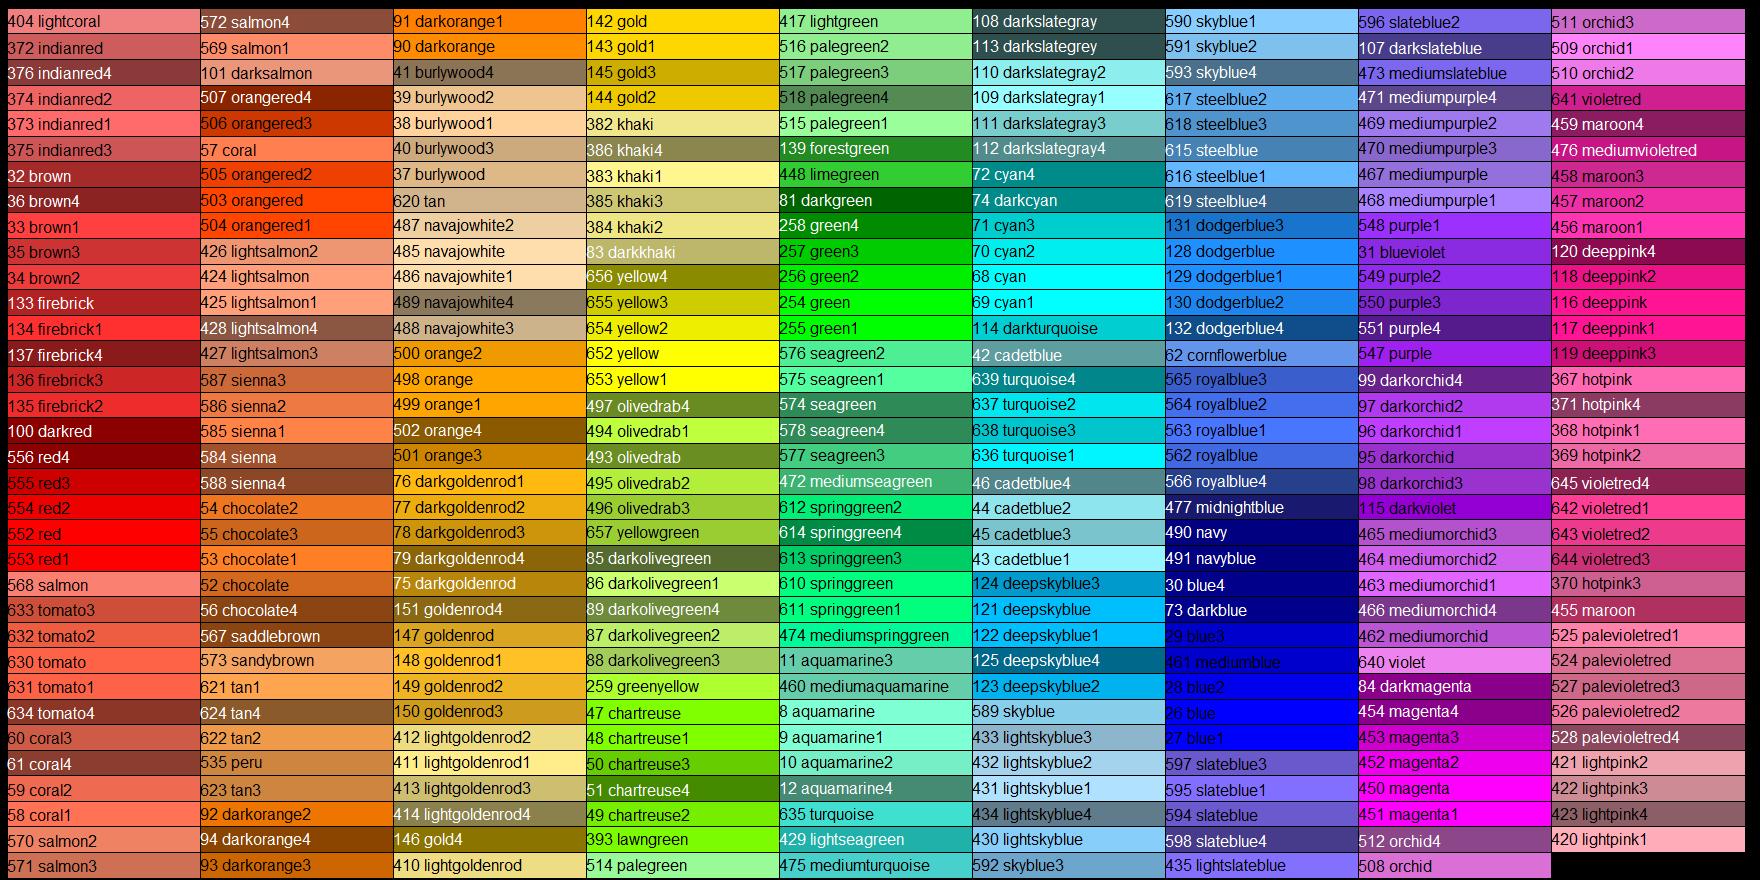 404 lightcoral
372 indianred
376 indianred4
374 indianred2
373 indianred1
375 indianred3
32 brown
36 brown4
33 brown1
35 brown3
34 brown2
133 firebrick
134 firebrick1
137 firebrick4
136 firebrick3
135 firebrick2
100 darkred
556 red4
555 red3
554 red2
552 red
553 red1
568 salmon
633 tomato3
632 tomato2
630 tomato
631 tomato1
634 tomato4
60 coral3
61 coral4
59 coral2
58 coral1
570 salmon2
571 salmon3
572 salmon4
569 salmon1
101 darksalmon
507 orangered4
506 orangered3
57 coral
505 orangered2
503 orangered
504 orangered1
426 lightsalmon2
424 lightsalmon
425 lightsalmon1
428 lightsalmon4
427 lightsalmon3
587 sienna3
586 sienna2
585 sienna1
584 sienna
588 sienna4
54 chocolate2
55 chocolate3
53 chocolate1
52 chocolate
56 chocolate4
567 saddlebrown
573 sandybrown
621 tan1
624 tan4
622 tan2
535 peru
623 tan3
92 darkorange2
94 darkorange4
93 darkorange3
91 darkorange1
90 darkorange
41 burlywood4
39 burlywood2
38 burlywood1
40 burlywood3
37 burlywood
620 tan
487 navajowhite2
485 navajowhite
486 navajowhite1
489 navajowhite4
488 navajowhite3
500 orange2
498 orange
499 orange1
502 orange4
501 orange3
76 darkgoldenrod1
77 darkgoldenrod2
78 darkgoldenrod3
79 darkgoldenrod4
75 darkgoldenrod
151 goldenrod4
147 goldenrod
148 goldenrod1
149 goldenrod2
150 goldenrod3
412 lightgoldenrod2
411 lightgoldenrod1
413 lightgoldenrod3
414 lightgoldenrod4
146 gold4
410 lightgoldenrod
142 gold
143 gold1
145 gold3
144 gold2
382 khaki
386 khaki4
383 khaki1
385 khaki3
384 khaki2
83 darkkhaki
656 yellow4
655 yellow3
654 yellow2
652 yellow
653 yellow1
497 olivedrab4
494 olivedrab1
493 olivedrab
495 olivedrab2
496 olivedrab3
657 yellowgreen
85 darkolivegreen
86 darkolivegreen1
89 darkolivegreen4
87 darkolivegreen2
88 darkolivegreen3
259 greenyellow
47 chartreuse
48 chartreuse1
50 chartreuse3
51 chartreuse4
49 chartreuse2
393 lawngreen
514 palegreen
417 lightgreen
516 palegreen2
517 palegreen3
518 palegreen4
515 palegreen1
139 forestgreen
448 limegreen
81 darkgreen
258 green4
257 green3
256 green2
254 green
255 green1
576 seagreen2
575 seagreen1
574 seagreen
578 seagreen4
577 seagreen3
472 mediumseagreen
612 springgreen2
614 springgreen4
613 springgreen3
610 springgreen
611 springgreen1
474 mediumspringgreen
11 aquamarine3
460 mediumaquamarine
8 aquamarine
9 aquamarine1
10 aquamarine2
12 aquamarine4
635 turquoise
429 lightseagreen
475 mediumturquoise
108 darkslategray
113 darkslategrey
110 darkslategray2
109 darkslategray1
111 darkslategray3
112 darkslategray4
72 cyan4
74 darkcyan
71 cyan3
70 cyan2
68 cyan
69 cyan1
114 darkturquoise
42 cadetblue
639 turquoise4
637 turquoise2
638 turquoise3
636 turquoise1
46 cadetblue4
44 cadetblue2
45 cadetblue3
43 cadetblue1
124 deepskyblue3
121 deepskyblue
122 deepskyblue1
125 deepskyblue4
123 deepskyblue2
589 skyblue
433 lightskyblue3
432 lightskyblue2
431 lightskyblue1
434 lightskyblue4
430 lightskyblue
592 skyblue3
590 skyblue1
591 skyblue2
593 skyblue4
617 steelblue2
618 steelblue3
615 steelblue
616 steelblue1
619 steelblue4
131 dodgerblue3
128 dodgerblue
129 dodgerblue1
130 dodgerblue2
132 dodgerblue4
62 cornflowerblue
565 royalblue3
564 royalblue2
563 royalblue1
562 royalblue
566 royalblue4
477 midnightblue
490 navy
491 navyblue
30 blue4
73 darkblue
29 blue3
461 mediumblue
28 blue2
26 blue
27 blue1
597 slateblue3
595 slateblue1
594 slateblue
598 slateblue4
435 lightslateblue
596 slateblue2
107 darkslateblue
473 mediumslateblue
471 mediumpurple4
469 mediumpurple2
470 mediumpurple3
467 mediumpurple
468 mediumpurple1
548 purple1
31 blueviolet
549 purple2
550 purple3
551 purple4
547 purple
99 darkorchid4
97 darkorchid2
96 darkorchid1
95 darkorchid
98 darkorchid3
115 darkviolet
465 mediumorchid3
464 mediumorchid2
463 mediumorchid1
466 mediumorchid4
462 mediumorchid
640 violet
84 darkmagenta
454 magenta4
453 magenta3
452 magenta2
450 magenta
451 magenta1
512 orchid4
508 orchid
511 orchid3
509 orchid1
510 orchid2
641 violetred
459 maroon4
476 mediumvioletred
458 maroon3
457 maroon2
456 maroon1
120 deeppink4
118 deeppink2
116 deeppink
117 deeppink1
119 deeppink3
367 hotpink
371 hotpink4
368 hotpink1
369 hotpink2
645 violetred4
642 violetred1
643 violetred2
644 violetred3
370 hotpink3
455 maroon
525 palevioletred1
524 palevioletred
527 palevioletred3
526 palevioletred2
528 palevioletred4
421 lightpink2
422 lightpink3
423 lightpink4
420 lightpink1